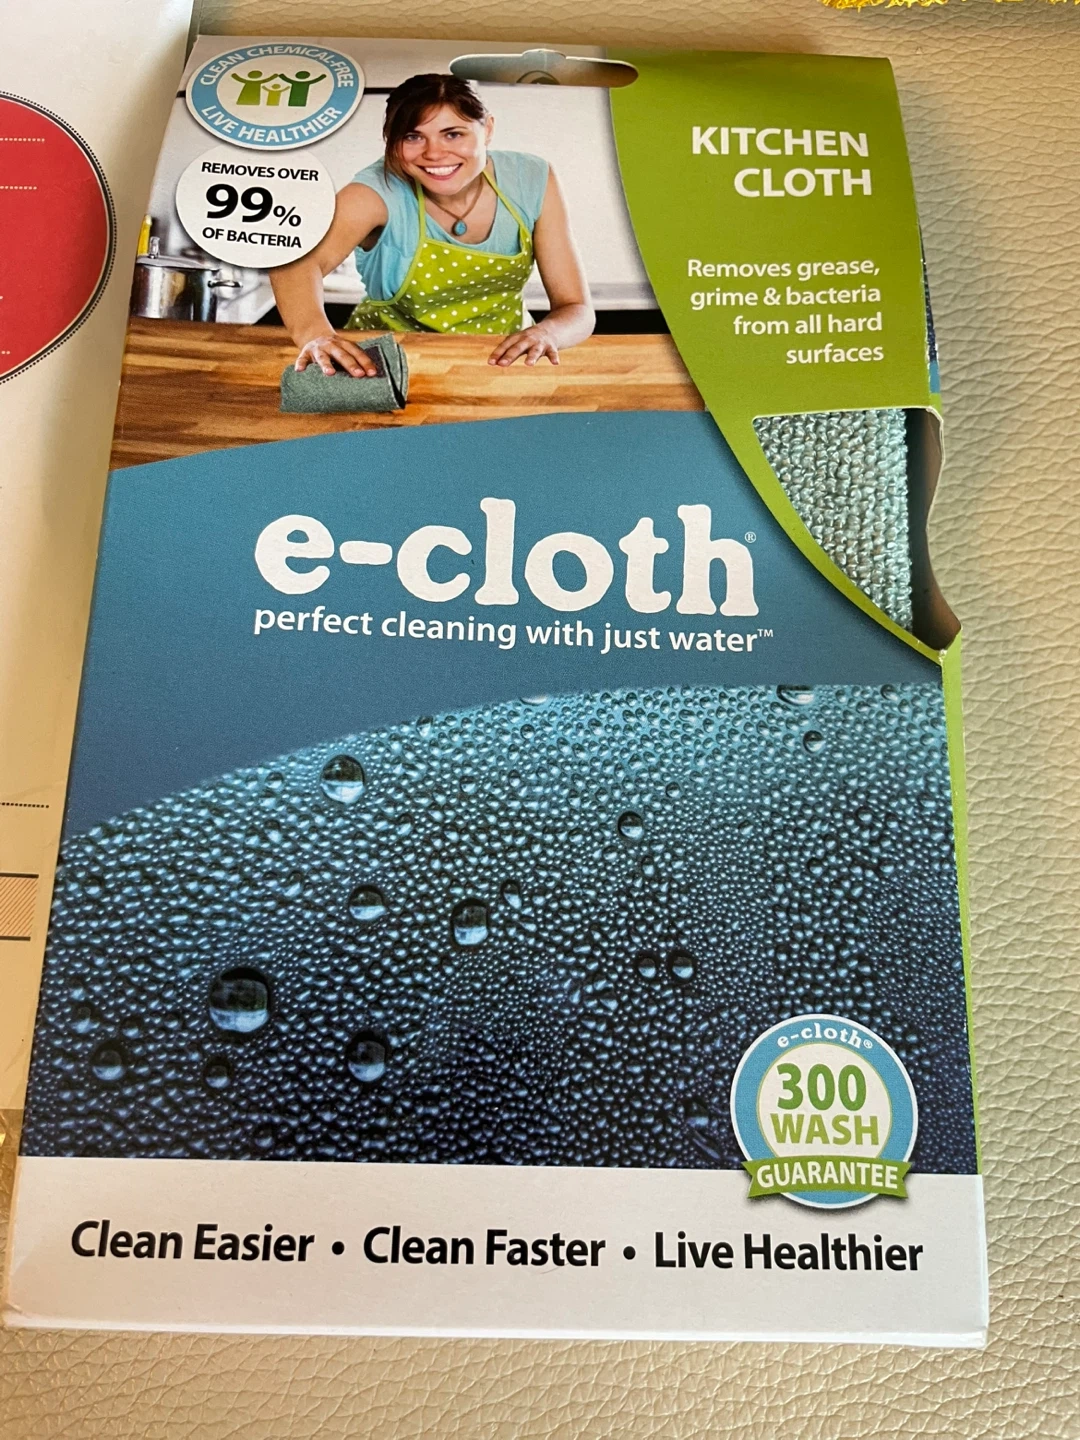 CLEAN CHEMICAL-FREE
LIVE HEALTHIER
REMOVES OVER
99%
OF BACTERIA
KITCHEN
CLOTH
Removes grease,
grime & bacteria
from all hard
surfaces
e-cloth®
perfect cleaning with just water™
e-cloth®
300
WASH
GUARANTEE
Clean Easier • Clean Faster • Live Healthier